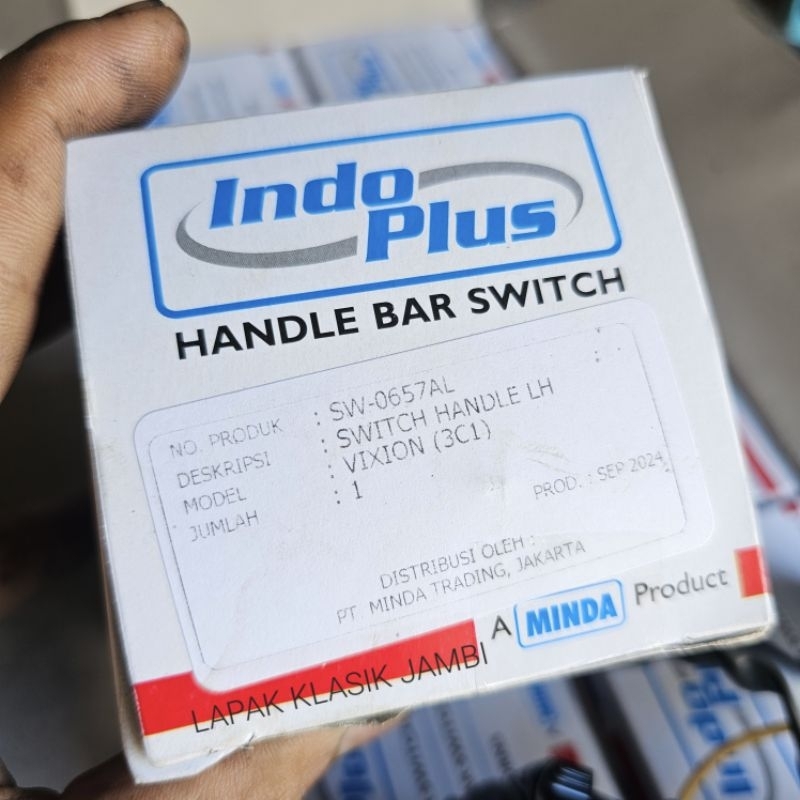 Indo
Plus
HANDLE BAR SWITCH
NO. PRODUK : SW-0657AL
DESKRIPSI : SWITCH HANDLE LH
MODEL : VIXION (3C1)
JUMLAH : 1
PROD. : SEP 2024
DISTRIBUSI OLEH :
PT. MINDA TRADING, JAKARTA
A MINDA Product
LAPAK KLASIK JAMBI